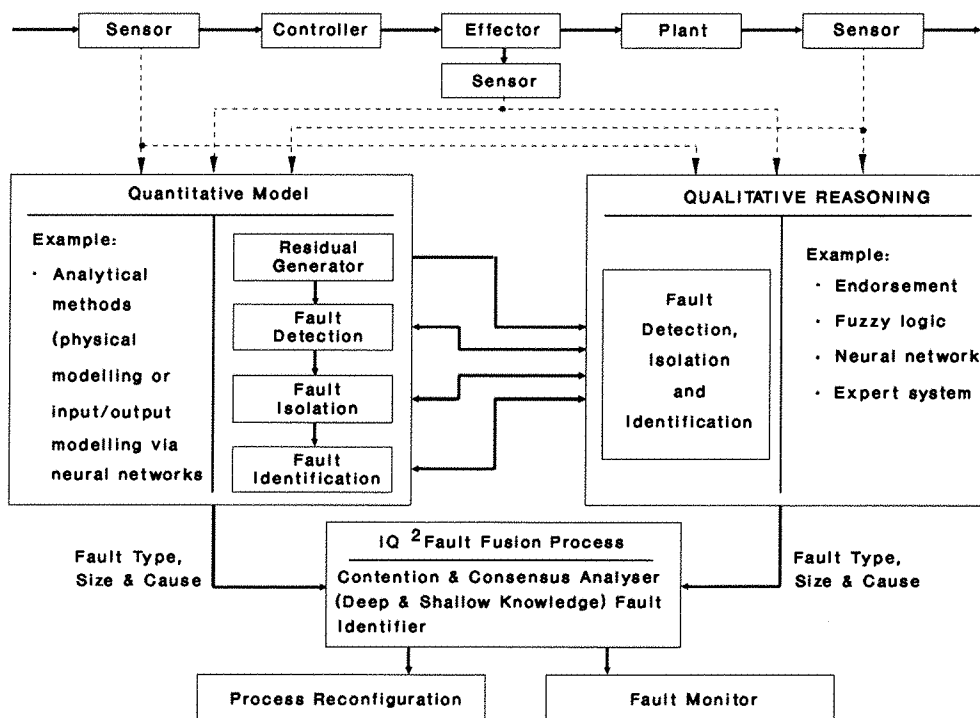 Sensor
Controller
Effector
Plant
Sensor
Sensor
Quantitative Model
Example:
· Analytical
methods
(physical
modelling or
input/output
modelling via
neural networks
Residual
Generator
Fault
Detection
Fault
Isolation
Fault
Identification
QUALITATIVE REASONING
Fault
Detection,
Isolation
and
Identification
Example:
· Endorsement
· Fuzzy logic
· Neural network
· Expert system
Fault Type,
Size & Cause
IQ ² Fault Fusion Process
Contention & Consensus Analyser
(Deep & Shallow Knowledge) Fault
Identifier
Fault Type,
Size & Cause
Process Reconfiguration
Fault Monitor